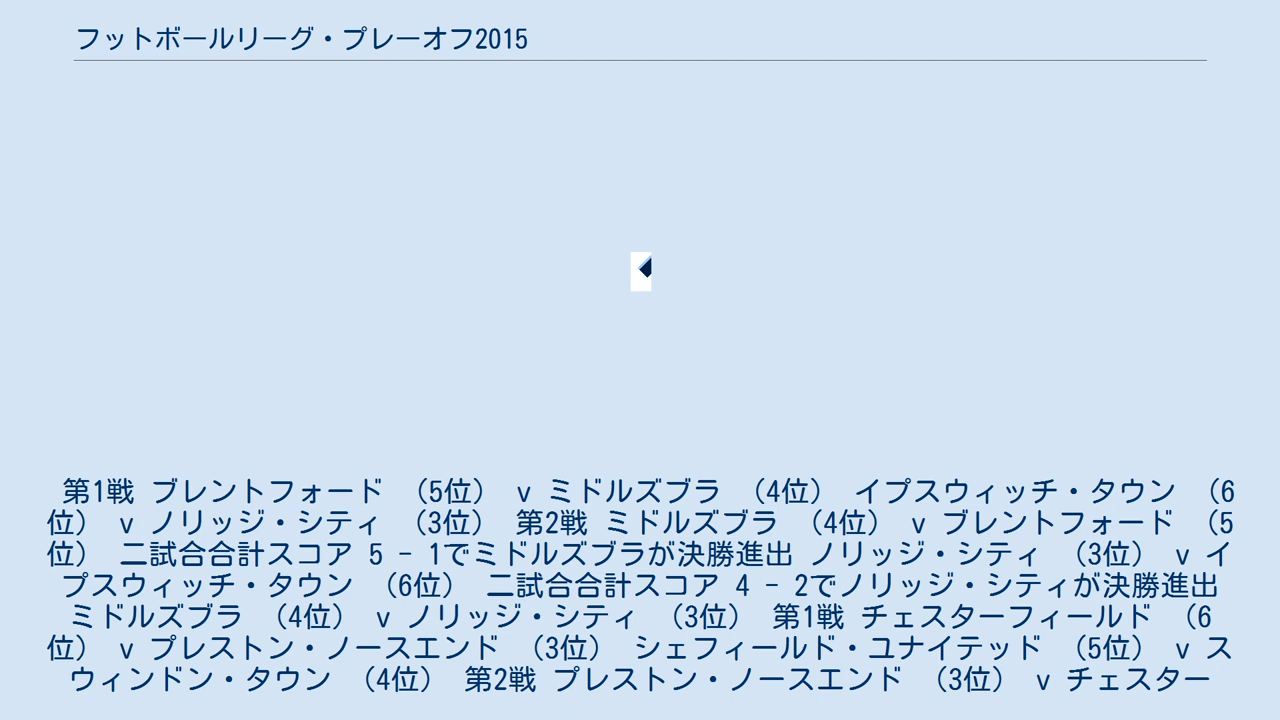 フットボールリーグ・プレーオフ2015
第1戦 ブレントフォード （5位） v ミドルズブラ （4位） イプスウィッチ・タウン （6
位） v ノリッジ・シティ （3位） 第2戦 ミドルズブラ （4位） v ブレントフォード （5
位） 二試合合計スコア 5 - 1でミドルズブラが決勝進出 ノリッジ・シティ （3位） v イ
プスウィッチ・タウン （6位） 二試合合計スコア 4 - 2でノリッジ・シティが決勝進出
ミドルズブラ （4位） v ノリッジ・シティ （3位） 第1戦 チェスターフィールド （6
位） v プレストン・ノースエンド （3位） シェフィールド・ユナイテッド （5位） v ス
ウィンドン・タウン （4位） 第2戦 プレストン・ノースエンド （3位） v チェスター